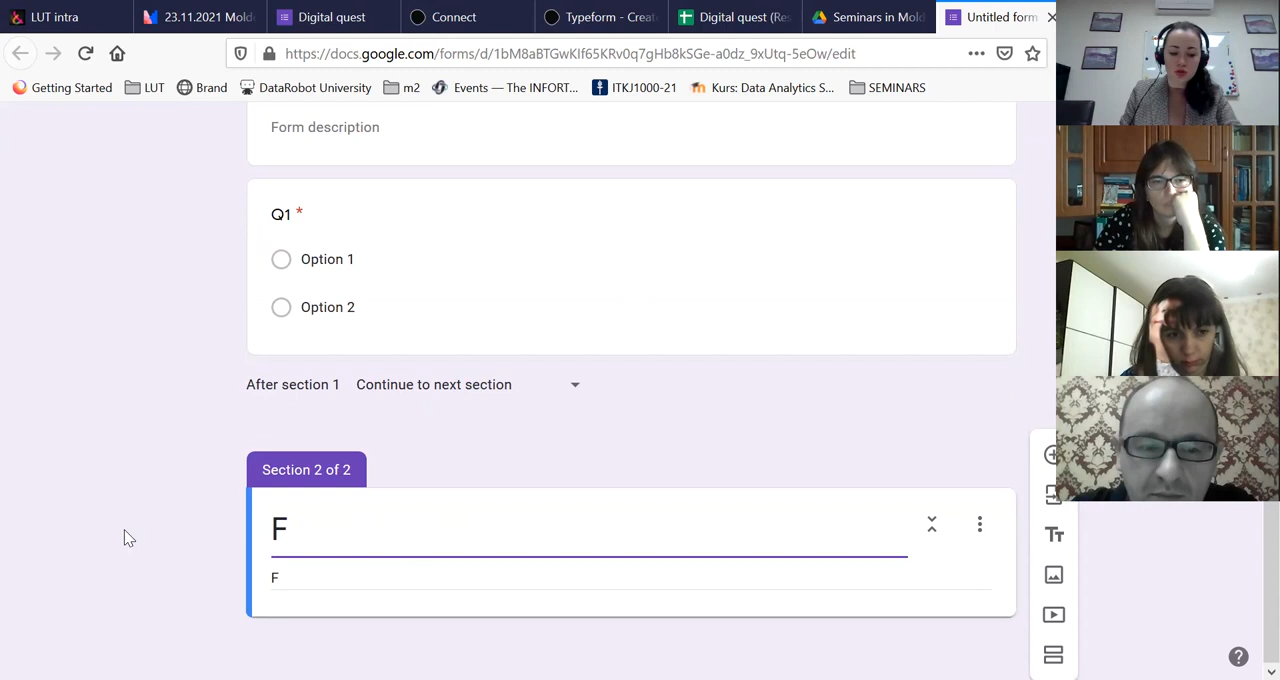 LUT intra
23.11.2021 Mold
Digital quest
Connect
Typeform - Creat
Digital quest (Res
Seminars in Mold
Untitled form
https://docs.google.com/forms/d/1bM8aBTGwKIf65KRv0q7gHb8kSGe-a0dz_9xUtq-5eOw/edit
Getting Started
LUT
Brand
DataRobot University
m2
Events — The INFORT...
ITKJ1000-21
Kurs: Data Analytics S...
SEMINARS
Form description
Q1 *
Option 1
Option 2
After section 1 Continue to next section
Section 2 of 2
F
F
Tт
?